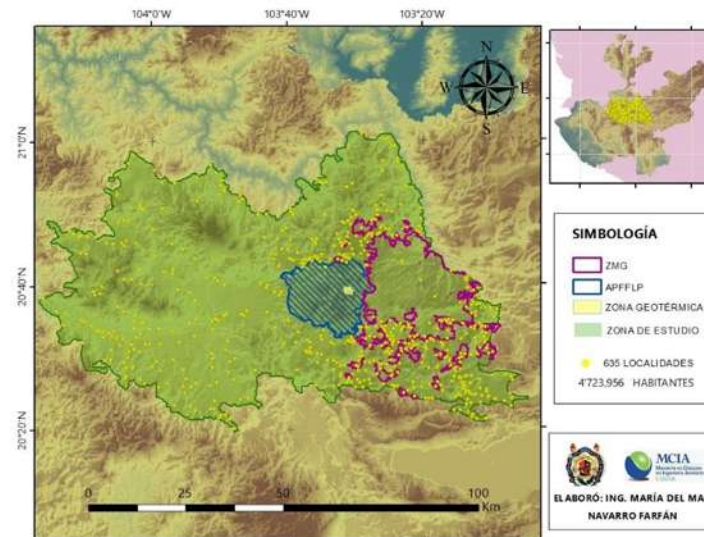 104°0'W 103°40'W 103°20'W
21°0'N
20°40'N
20°20'N
N
W E
S
0 25 50 100
Km
SIMBOLOGÍA
ZMG
APFFLP
ZONA GEOTÉRMICA
ZONA DE ESTUDIO
635 LOCALIDADES
4'723,956 HABITANTES
MCIA
ELABORÓ: ING. MARÍA DEL MA
NAVARRO FARFÁN